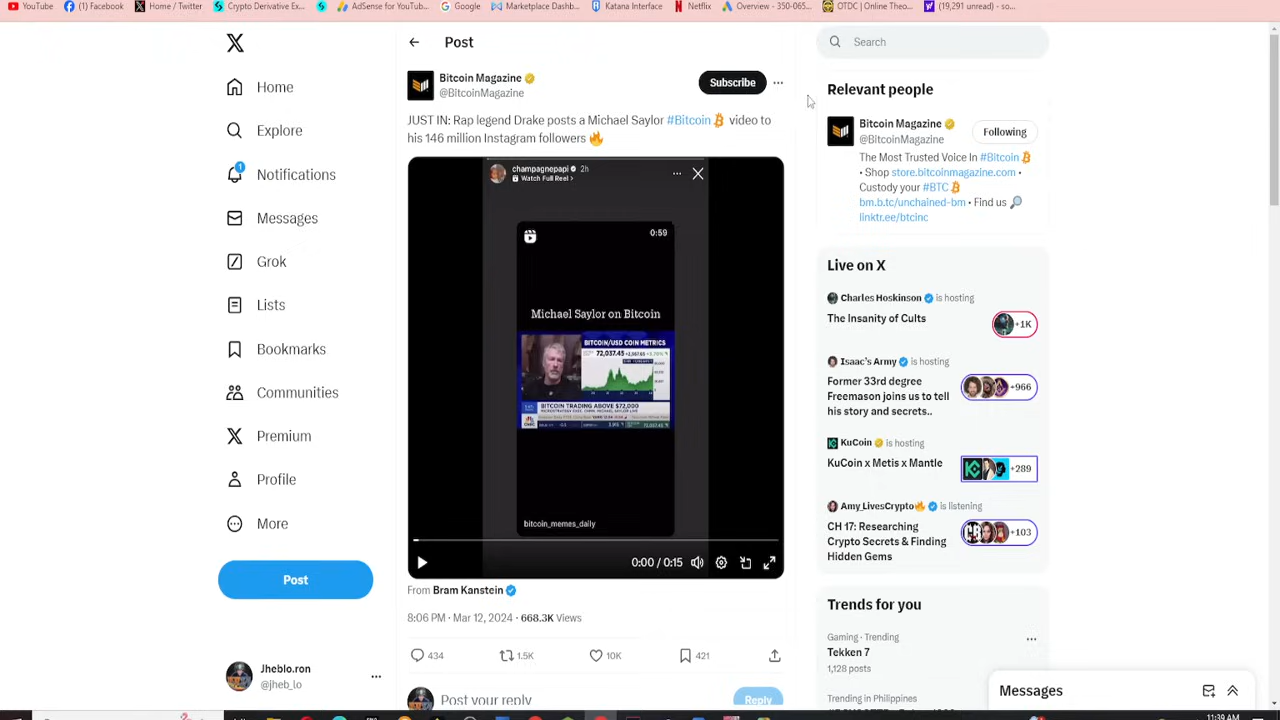 YouTube (1) Facebook Home / Twitter Crypto Derivative Ex... AdSense for YouTub... Google Marketplace Dashb... Katana Interface Netflix Overview - 350-065... OTDC | Online Theo... (19,291 unread) - so...
Post
Search
Home
Explore
Notifications
1
Messages
Grok
Lists
Bookmarks
Communities
Premium
Profile
More
Post
Jheblo.ron
@jheb_lo
Bitcoin Magazine
@BitcoinMagazine
Subscribe
JUST IN: Rap legend Drake posts a Michael Saylor #Bitcoin video to
his 146 million Instagram followers
champagnepapi 2h
Watch Full Reel >
0:59
Michael Saylor on Bitcoin
BITCOIN/USD COIN METRICS
72,037.45
BITCOIN TRADING ABOVE $72,000
bitcoin_memes_daily
0:00 / 0:15
From Bram Kanstein
8:06 PM · Mar 12, 2024 · 668.3K Views
434 1.5K 10K 421
Post your reply
Reply
Relevant people
Bitcoin Magazine
@BitcoinMagazine
Following
The Most Trusted Voice In #Bitcoin
• Shop store.bitcoinmagazine.com •
Custody your #BTC
bm.b.tc/unchained-bm • Find us
linktr.ee/btcinc
Live on X
Charles Hoskinson is hosting
The Insanity of Cults
+1K
Isaac's Army is hosting
Former 33rd degree
Freemason joins us to tell
his story and secrets..
+966
KuCoin is hosting
KuCoin x Metis x Mantle
+289
Amy_LivesCrypto is listening
CH 17: Researching
Crypto Secrets & Finding
Hidden Gems
+103
Trends for you
Gaming · Trending
Tekken 7
1,128 posts
Trending in Philippines
Messages
11:39 AM